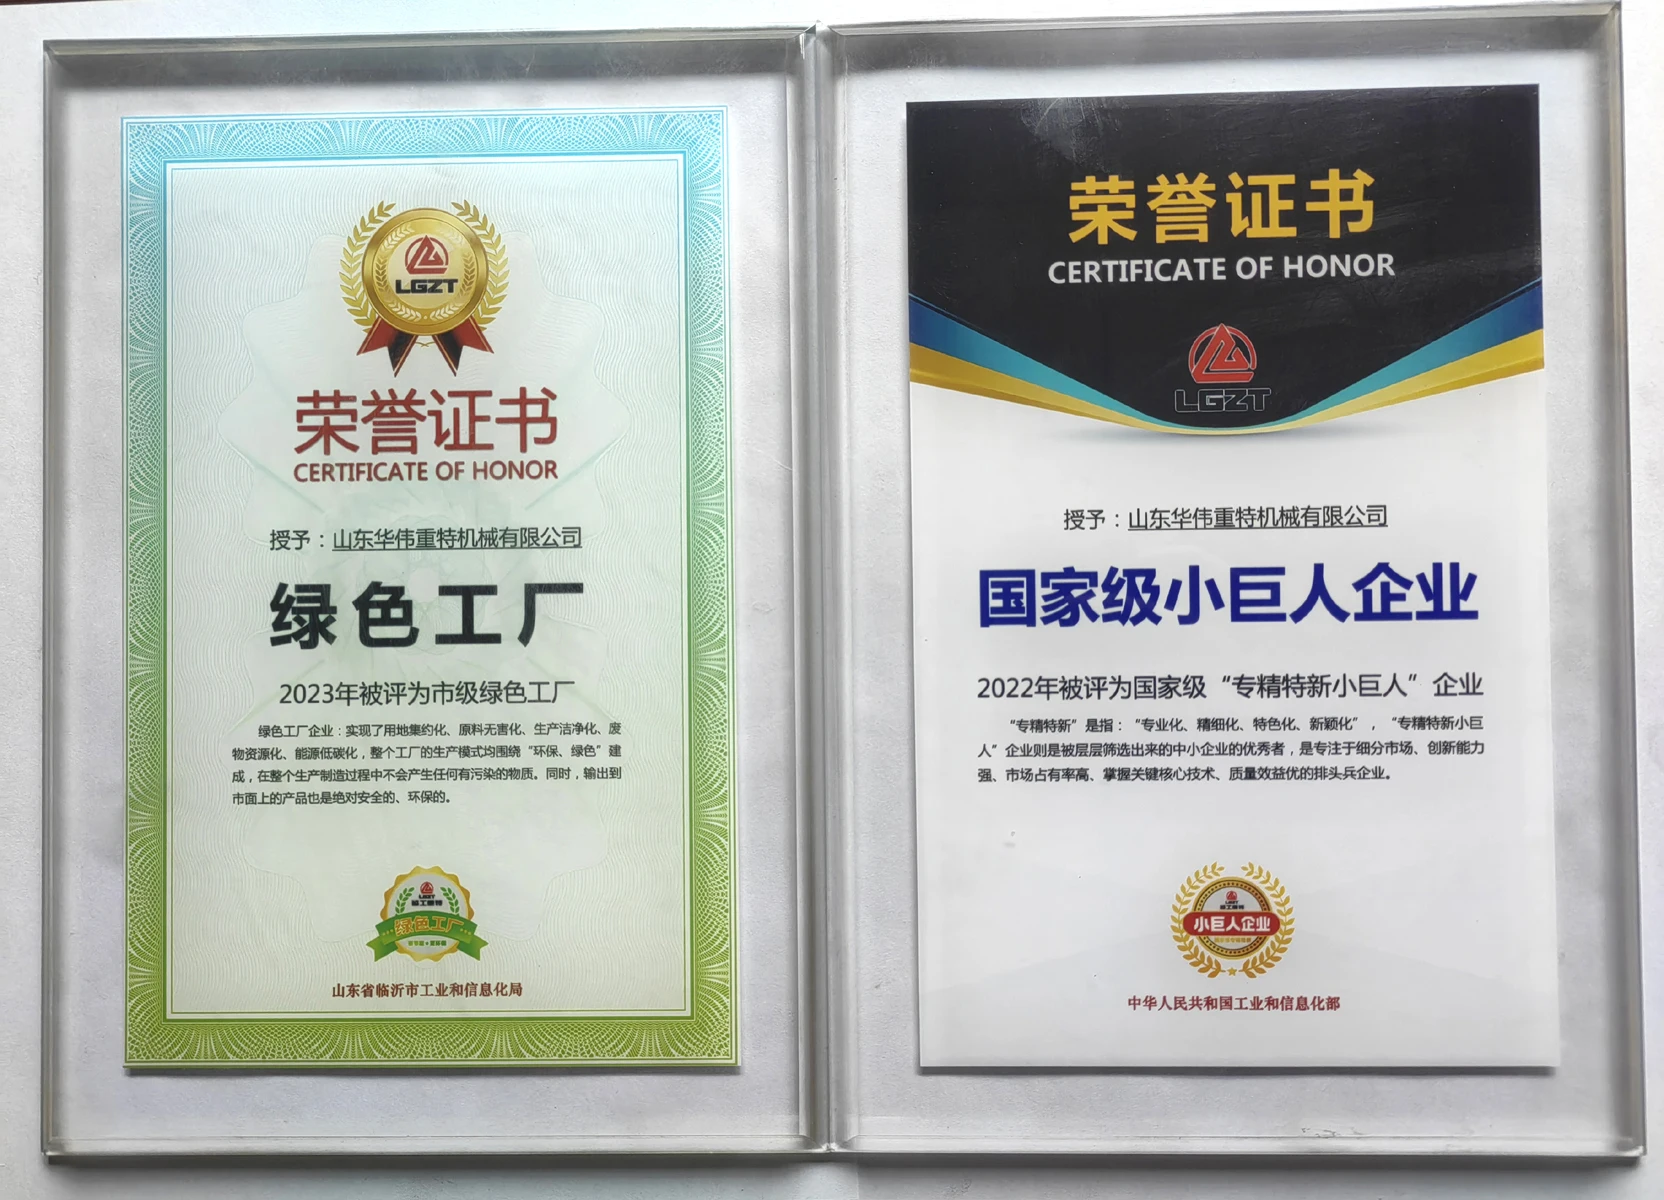 LGZT
荣誉证书
CERTIFICATE OF HONOR
授予：山东华伟重特机械有限公司
绿色工厂
2023年被评为市级绿色工厂
绿色工厂企业：实现了用地集约化、原料无害化、生产洁净化、废
物资源化、能源低碳化，整个工厂的生产模式均围绕“环保、绿色”建
成，在整个生产制造过程中不会产生任何有污染的物质。同时，输出到
市面上的产品也是绝对安全的、环保的。
LGZT
绿色工厂
山东省临沂市工业和信息化局
荣誉证书
CERTIFICATE OF HONOR
LGZT
授予：山东华伟重特机械有限公司
国家级小巨人企业
2022年被评为国家级“专精特新小巨人”企业
“专精特新”是指：“专业化、精细化、特色化、新颖化”，“专精特新小巨
人”企业则是被层层筛选出来的中小企业的优秀者，是专注于细分市场、创新能力
强、市场占有率高、掌握关键核心技术、质量效益优的排头兵企业。
LGZT
小巨人企业
中华人民共和国工业和信息化部